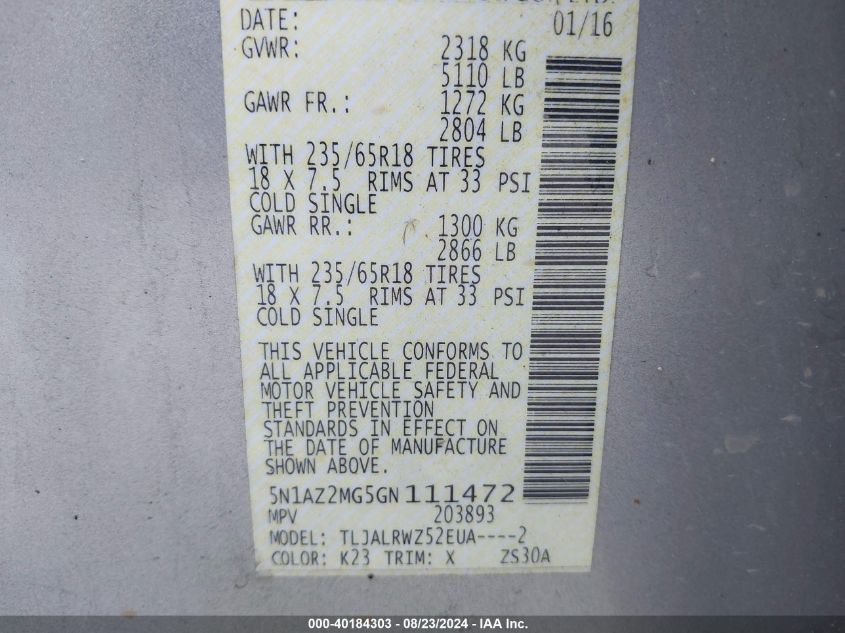 DATE: 01/16
GVWR: 2318 KG
5110 LB
GAWR FR.: 1272 KG
2804 LB
WITH 235/65R18 TIRES
18 X 7.5 RIMS AT 33 PSI
COLD SINGLE
GAWR RR.: 1300 KG
2866 LB
WITH 235/65R18 TIRES
18 X 7.5 RIMS AT 33 PSI
COLD SINGLE
THIS VEHICLE CONFORMS TO
ALL APPLICABLE FEDERAL
MOTOR VEHICLE SAFETY AND
THEFT PREVENTION
STANDARDS IN EFFECT ON
THE DATE OF MANUFACTURE
SHOWN ABOVE.
5N1AZ2MG5GN111472
MPV 203893
MODEL: TLJALRWZ52EUA----2
COLOR: K23 TRIM: X ZS30A
000-40184303 - 08/23/2024 - IAA Inc.